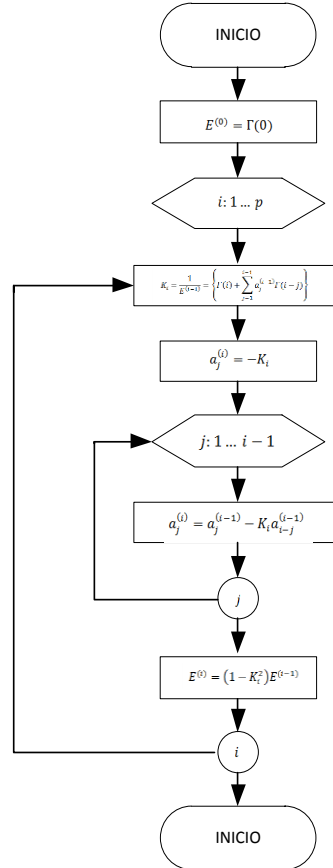 INICIO
E^{(0)} = Γ(0)
i: 1 … p
K_i = \frac{1}{E^{(i-1)}} = \left\{ Γ(i) + \sum_{j=1}^{i-1} a_j^{(i-1)} Γ(i-j) \right\}
a_j^{(i)} = -K_i
j: 1 … i - 1
a_j^{(i)} = a_j^{(i-1)} - K_i a_{i-j}^{(i-1)}
j
E^{(i)} = (1 - K_i^2) E^{(i-1)}
i
INICIO